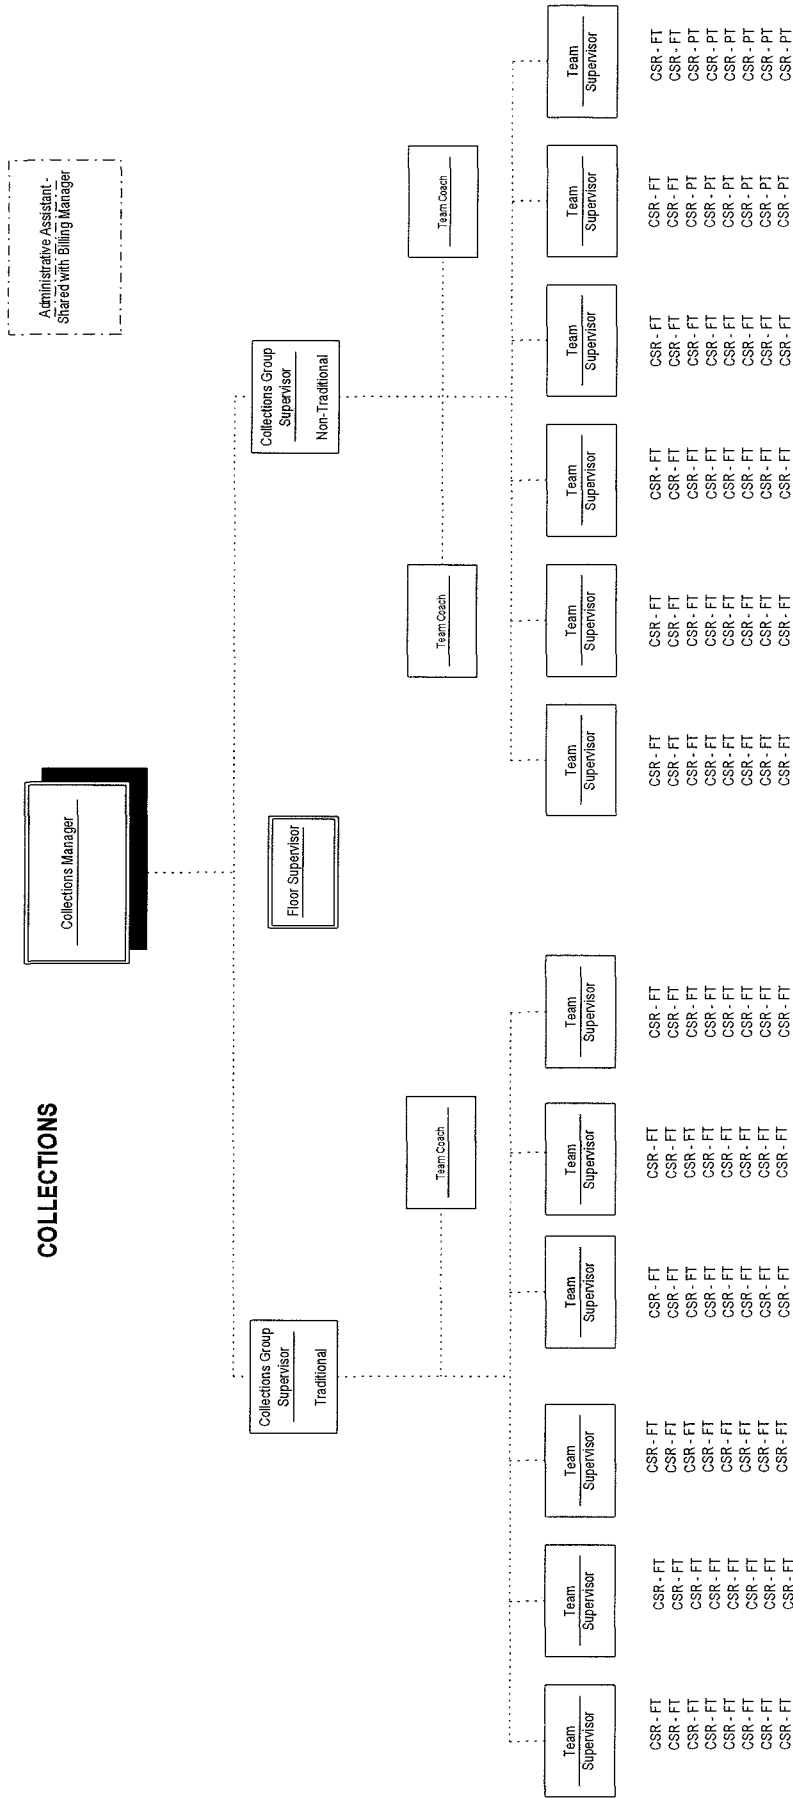 COLLECTIONS
Collections Manager
Administrative Assistant -
Shared with Billing Manager
Collections Group
Supervisor
Traditional
Floor Supervisor
Collections Group
Supervisor
Non-Traditional
Team Coach
Team Coach
Team Coach
Team
Supervisor
CSR - FT
CSR - FT
CSR - FT
CSR - FT
CSR - FT
CSR - FT
CSR - FT
CSR - FT
Team
Supervisor
CSR - FT
CSR - FT
CSR - FT
CSR - FT
CSR - FT
CSR - FT
CSR - FT
CSR - FT
Team
Supervisor
CSR - FT
CSR - FT
CSR - FT
CSR - FT
CSR - FT
CSR - FT
CSR - FT
CSR - FT
Team
Supervisor
CSR - FT
CSR - FT
CSR - FT
CSR - FT
CSR - FT
CSR - FT
CSR - FT
CSR - FT
Team
Supervisor
CSR - FT
CSR - FT
CSR - FT
CSR - FT
CSR - FT
CSR - FT
CSR - FT
CSR - FT
Team
Supervisor
CSR - FT
CSR - FT
CSR - FT
CSR - FT
CSR - FT
CSR - FT
CSR - FT
CSR - FT
Team
Supervisor
CSR - FT
CSR - FT
CSR - FT
CSR - FT
CSR - FT
CSR - FT
CSR - FT
CSR - FT
Team
Supervisor
CSR - FT
CSR - FT
CSR - FT
CSR - FT
CSR - FT
CSR - FT
CSR - FT
CSR - FT
Team
Supervisor
CSR - FT
CSR - FT
CSR - FT
CSR - FT
CSR - FT
CSR - FT
CSR - FT
CSR - FT
Team
Supervisor
CSR - FT
CSR - FT
CSR - FT
CSR - FT
CSR - FT
CSR - FT
CSR - FT
CSR - FT
Team
Supervisor
CSR - FT
CSR - FT
CSR - PT
CSR - PT
CSR - PT
CSR - PT
CSR - PT
CSR - PT
Team
Supervisor
CSR - FT
CSR - FT
CSR - PT
CSR - PT
CSR - PT
CSR - PT
CSR - PT
CSR - PT